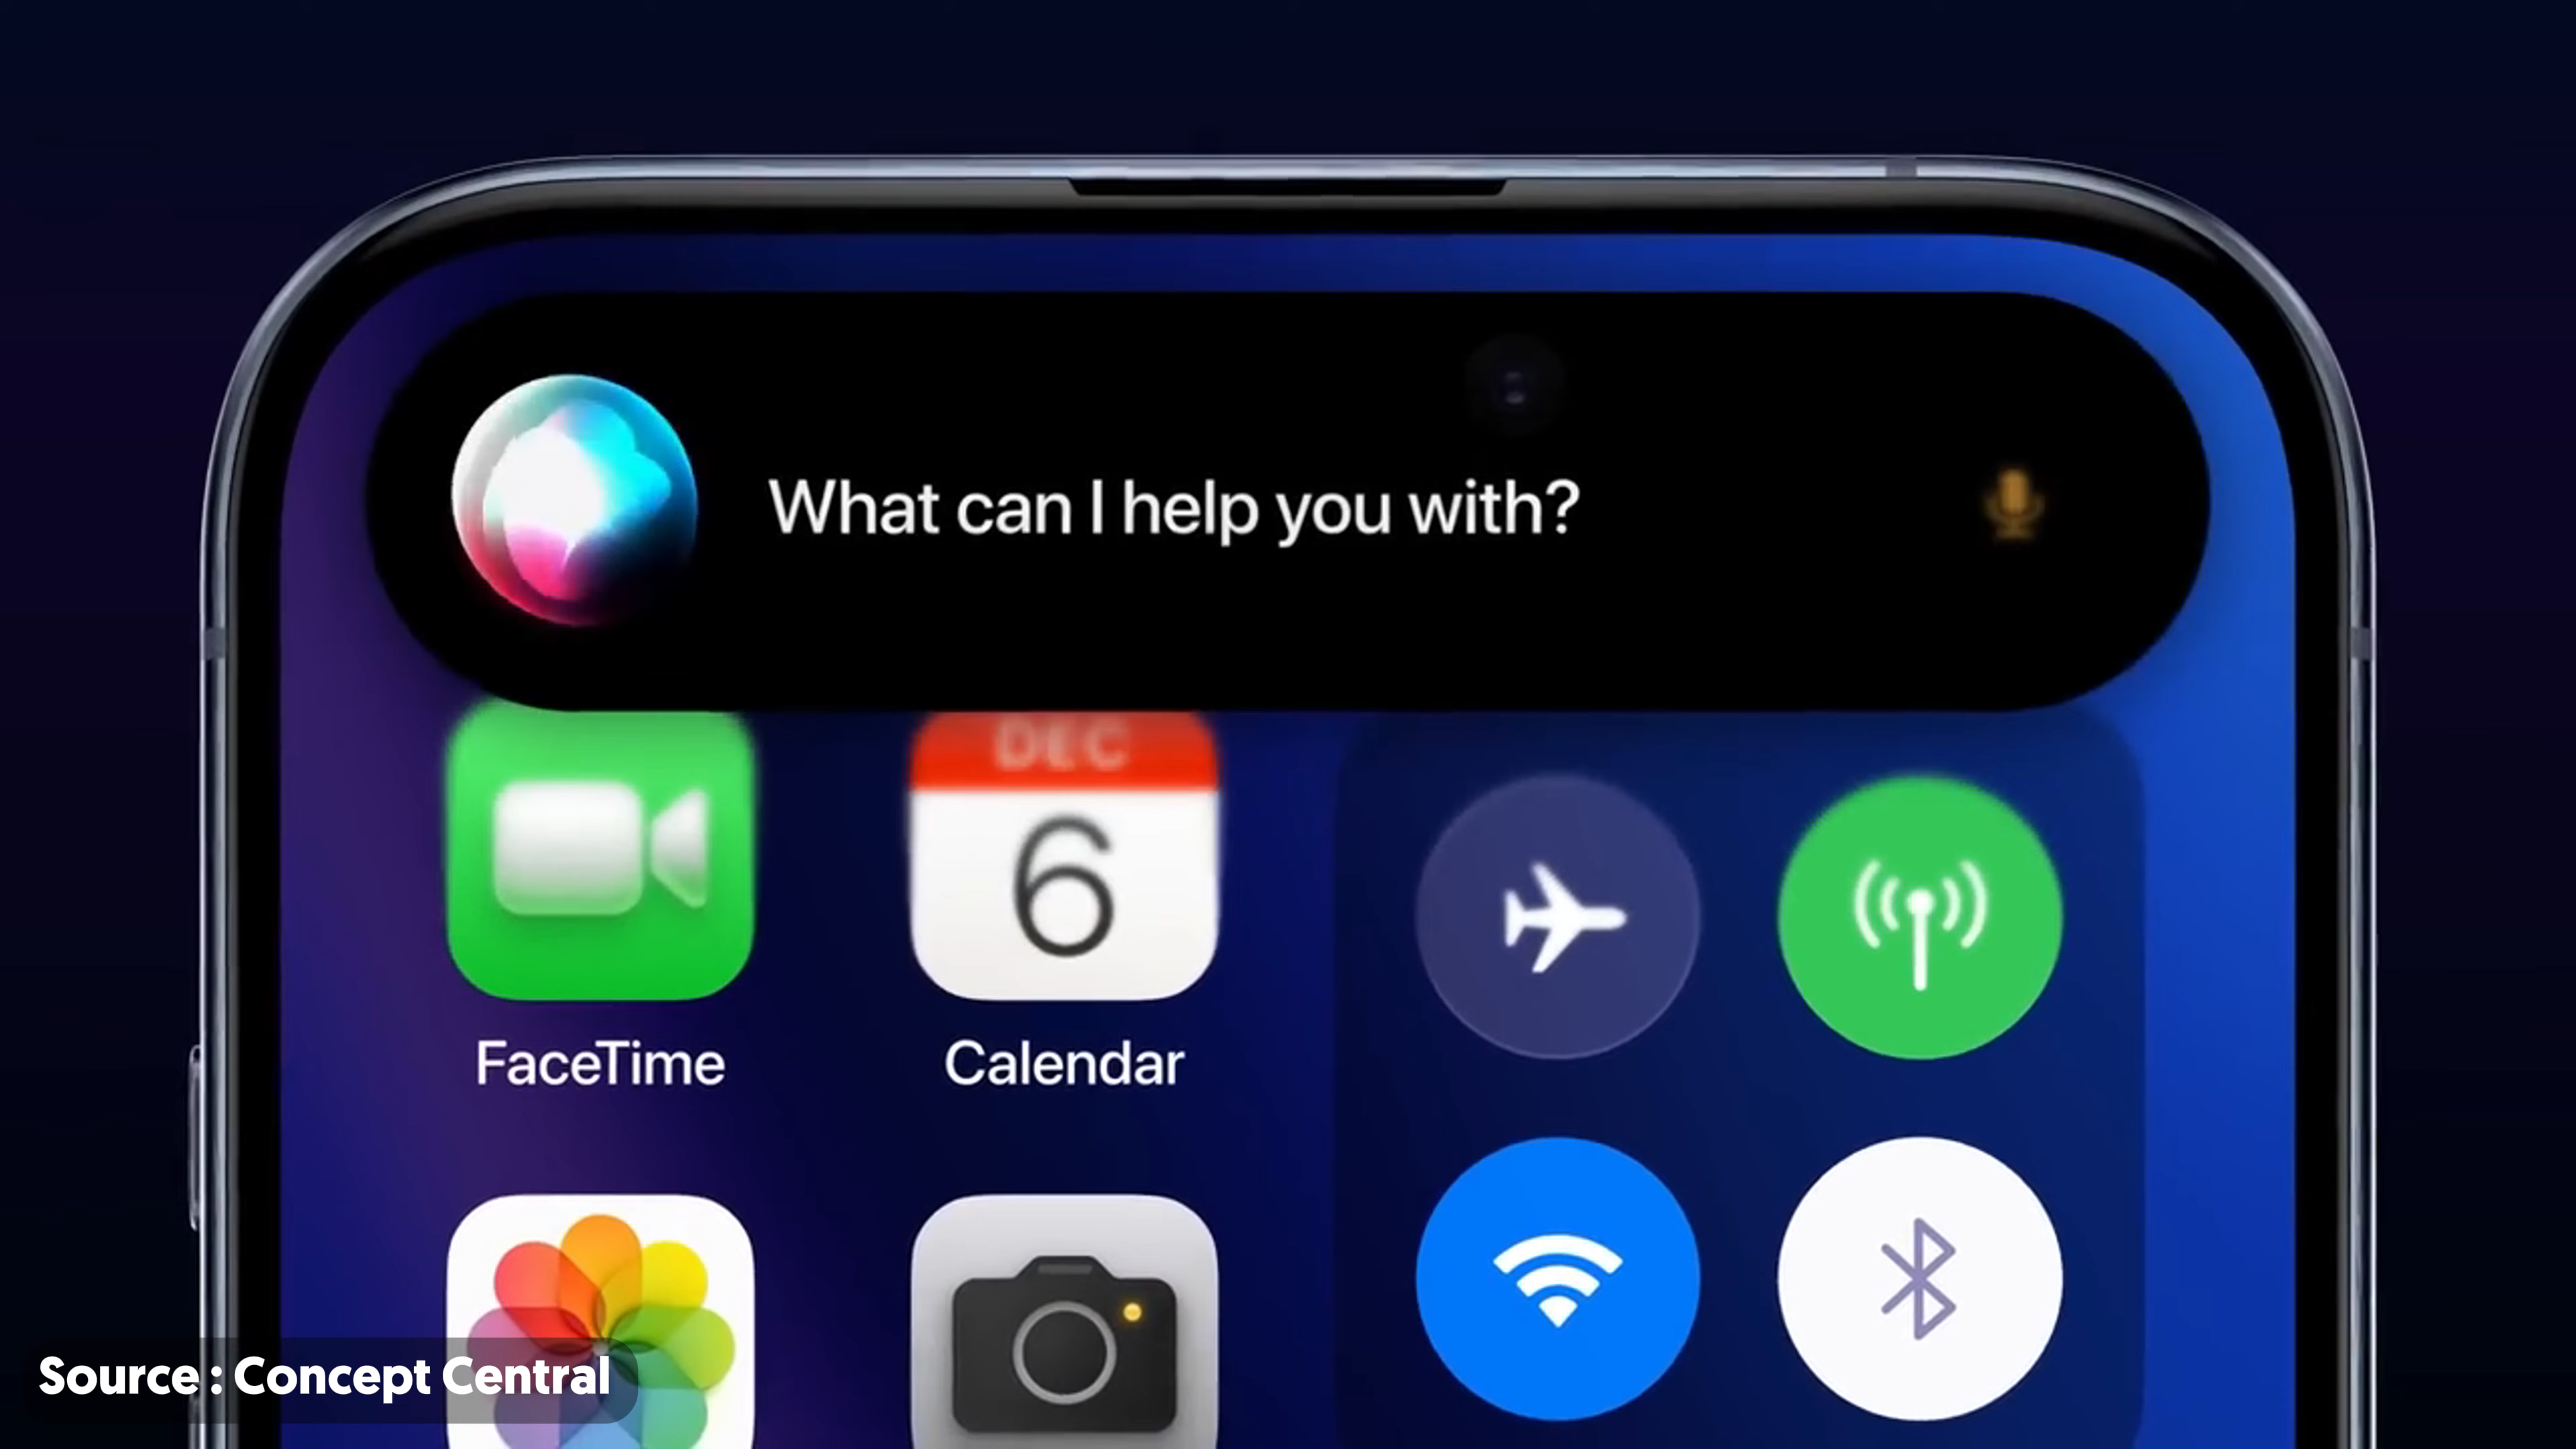 What can I help you with?
DEC
6
FaceTime
Calendar
Source : Concept Central